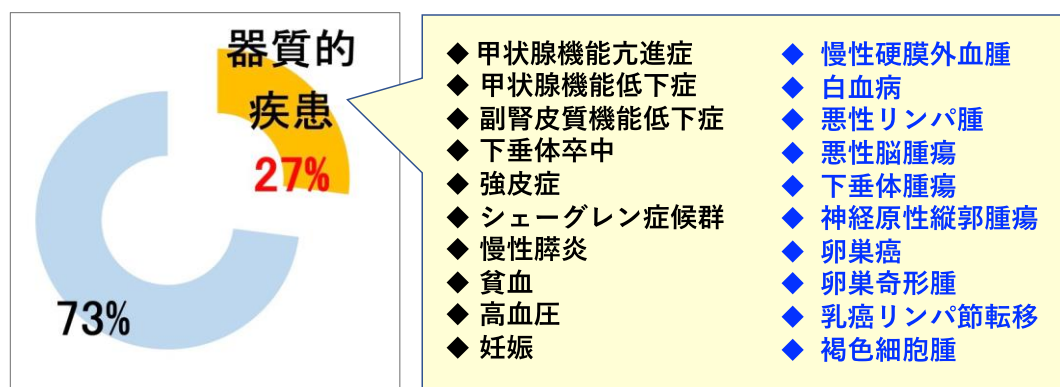 器質的
疾患
27%
73%
◆ 甲状腺機能亢進症
◆ 甲状腺機能低下症
◆ 副腎皮質機能低下症
◆ 下垂体卒中
◆ 強皮症
◆ シェーグレン症候群
◆ 慢性膵炎
◆ 貧血
◆ 高血圧
◆ 妊娠
◆ 慢性硬膜外血腫
◆ 白血病
◆ 悪性リンパ腫
◆ 悪性脳腫瘍
◆ 下垂体腫瘍
◆ 神経原性縦郭腫瘍
◆ 卵巣癌
◆ 卵巣奇形腫
◆ 乳癌リンパ節転移
◆ 褐色細胞腫